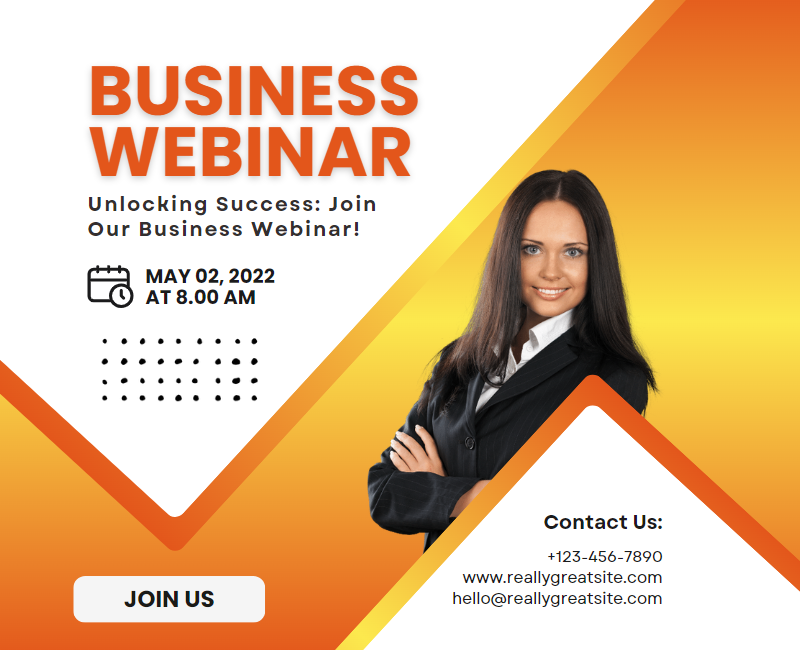 BUSINESS
WEBINAR
Unlocking Success: Join
Our Business Webinar!
MAY 02, 2022
AT 8.00 AM
JOIN US
Contact Us:
+123-456-7890
www.reallygreatsite.com
hello@reallygreatsite.com